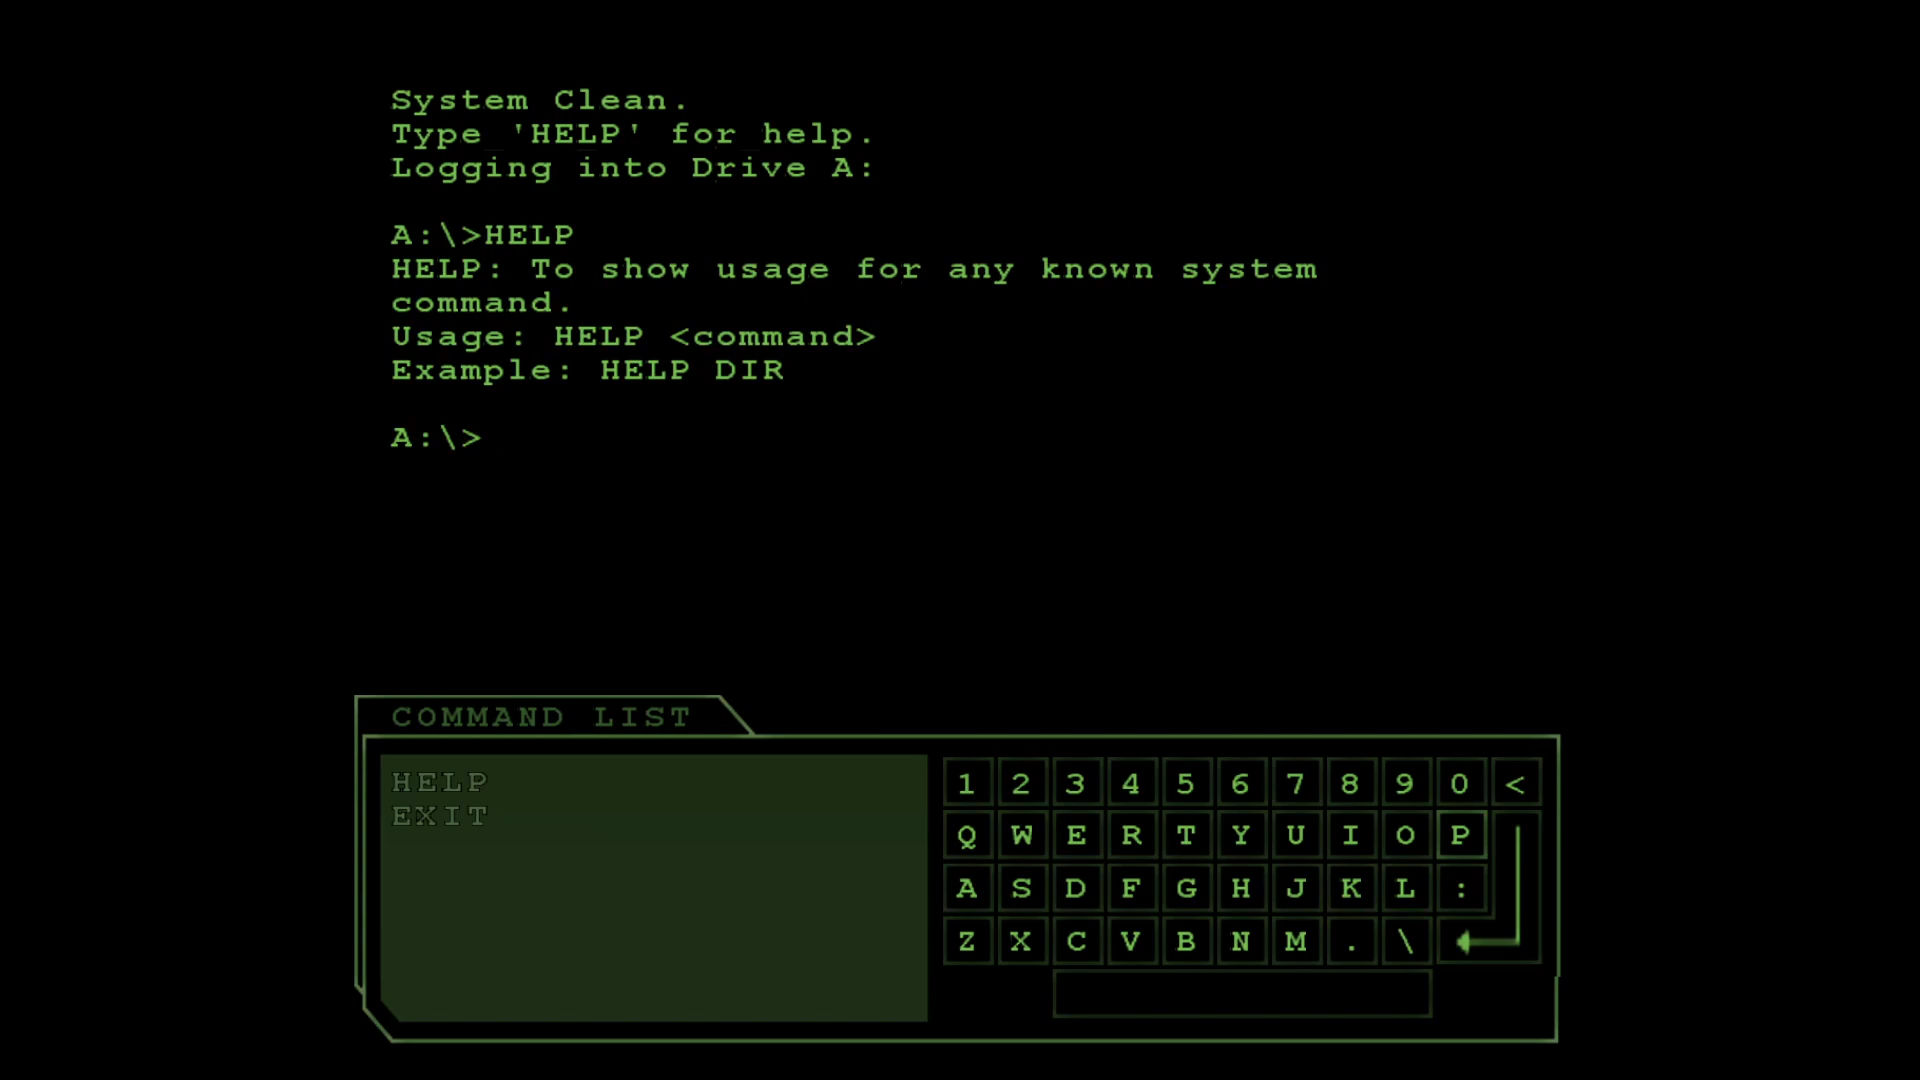 System Clean.
Type 'HELP' for help.
Logging into Drive A:
A:\>HELP
HELP: To show usage for any known system
command.
Usage: HELP <command>
Example: HELP DIR
A:\>
COMMAND LIST
HELP
EXIT
1 2 3 4 5 6 7 8 9 0 <
Q W E R T Y U I O P
A S D F G H J K L :
Z X C V B N M . \